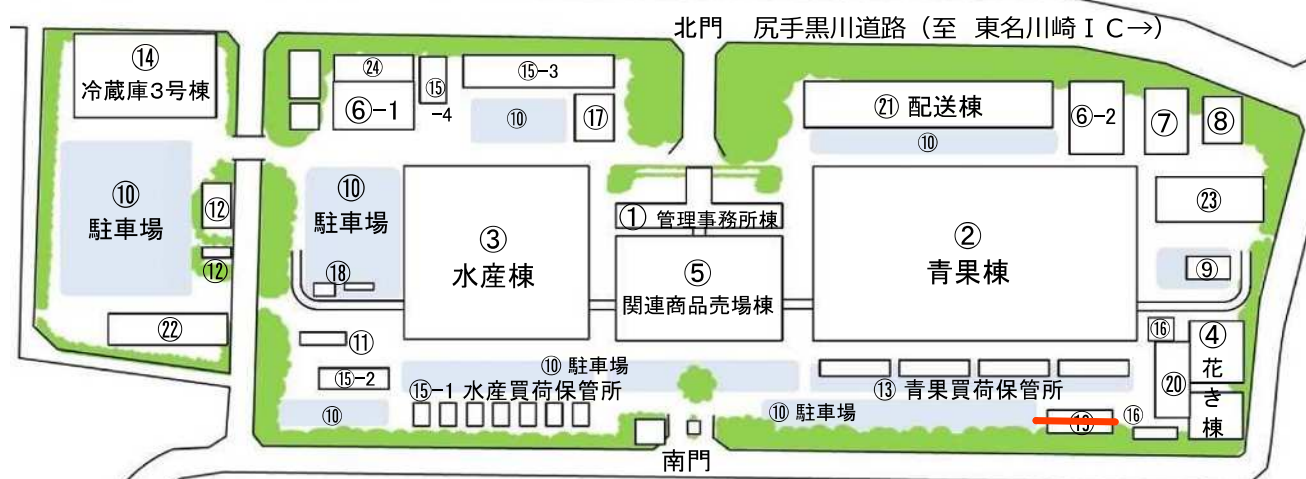 北門　尻手黒川道路（至　東名川崎ＩＣ→）
⑭
冷蔵庫3号棟
㉔
⑥-1
⑮
-4
⑮-3
⑩
⑰
㉑ 配送棟
⑩
⑥-2
⑦
⑧
⑩
駐車場
⑫
⑫
⑩
駐車場
⑱
③
水産棟
① 管理事務所棟
⑤
関連商品売場棟
②
青果棟
㉓
⑨
㉒
⑪
⑮-2
⑩
⑩ 駐車場
⑮-1 水産買荷保管所
⑬ 青果買荷保管所
⑩ 駐車場
⑯
⑯
⑳
④
花
き
棟
南門